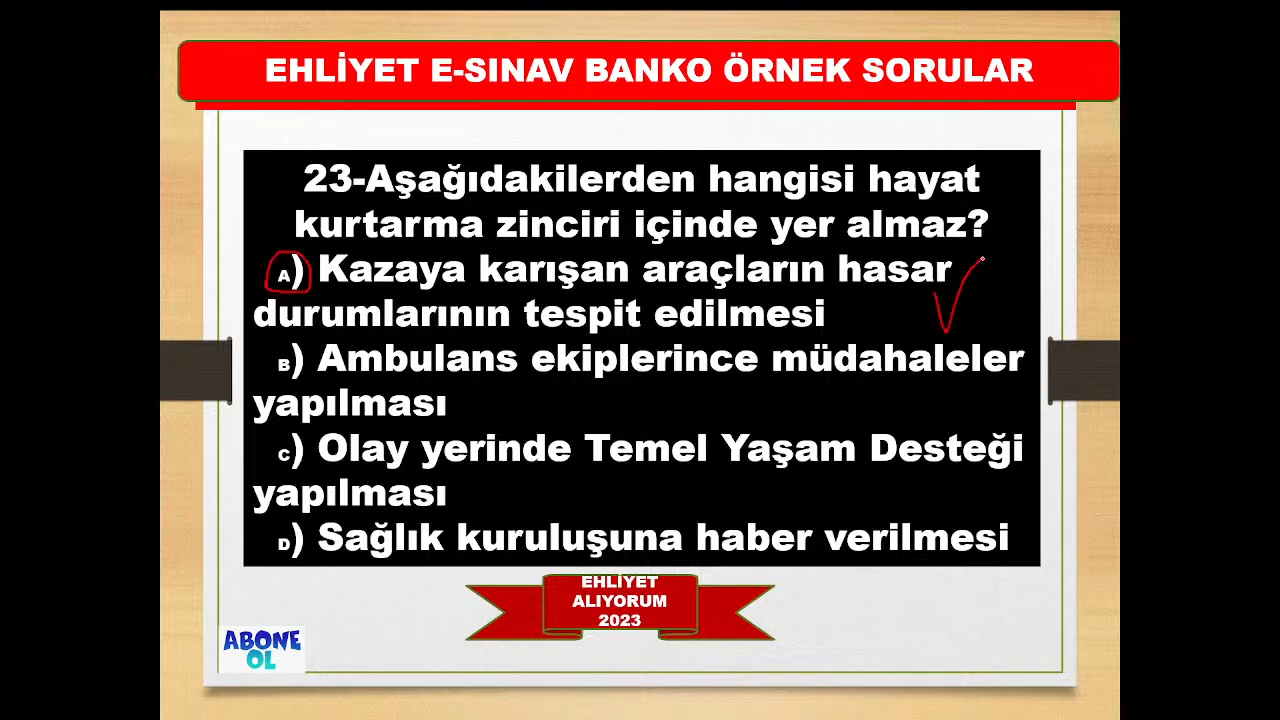 EHLİYET E-SINAV BANKO ÖRNEK SORULAR
23-Aşağıdakilerden hangisi hayat
kurtarma zinciri içinde yer almaz?
A) Kazaya karışan araçların hasar
durumlarının tespit edilmesi
B) Ambulans ekiplerince müdahaleler
yapılması
C) Olay yerinde Temel Yaşam Desteği
yapılması
D) Sağlık kuruluşuna haber verilmesi
EHLİYET
ALIYORUM
2023
ABONE
OL